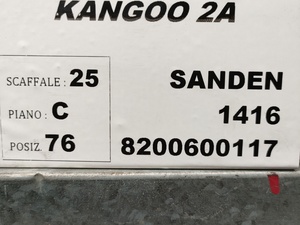 KANGOO 2A
SCAFFALE : 25
PIANO : C
POSIZ 76
SANDEN
1416
8200600117